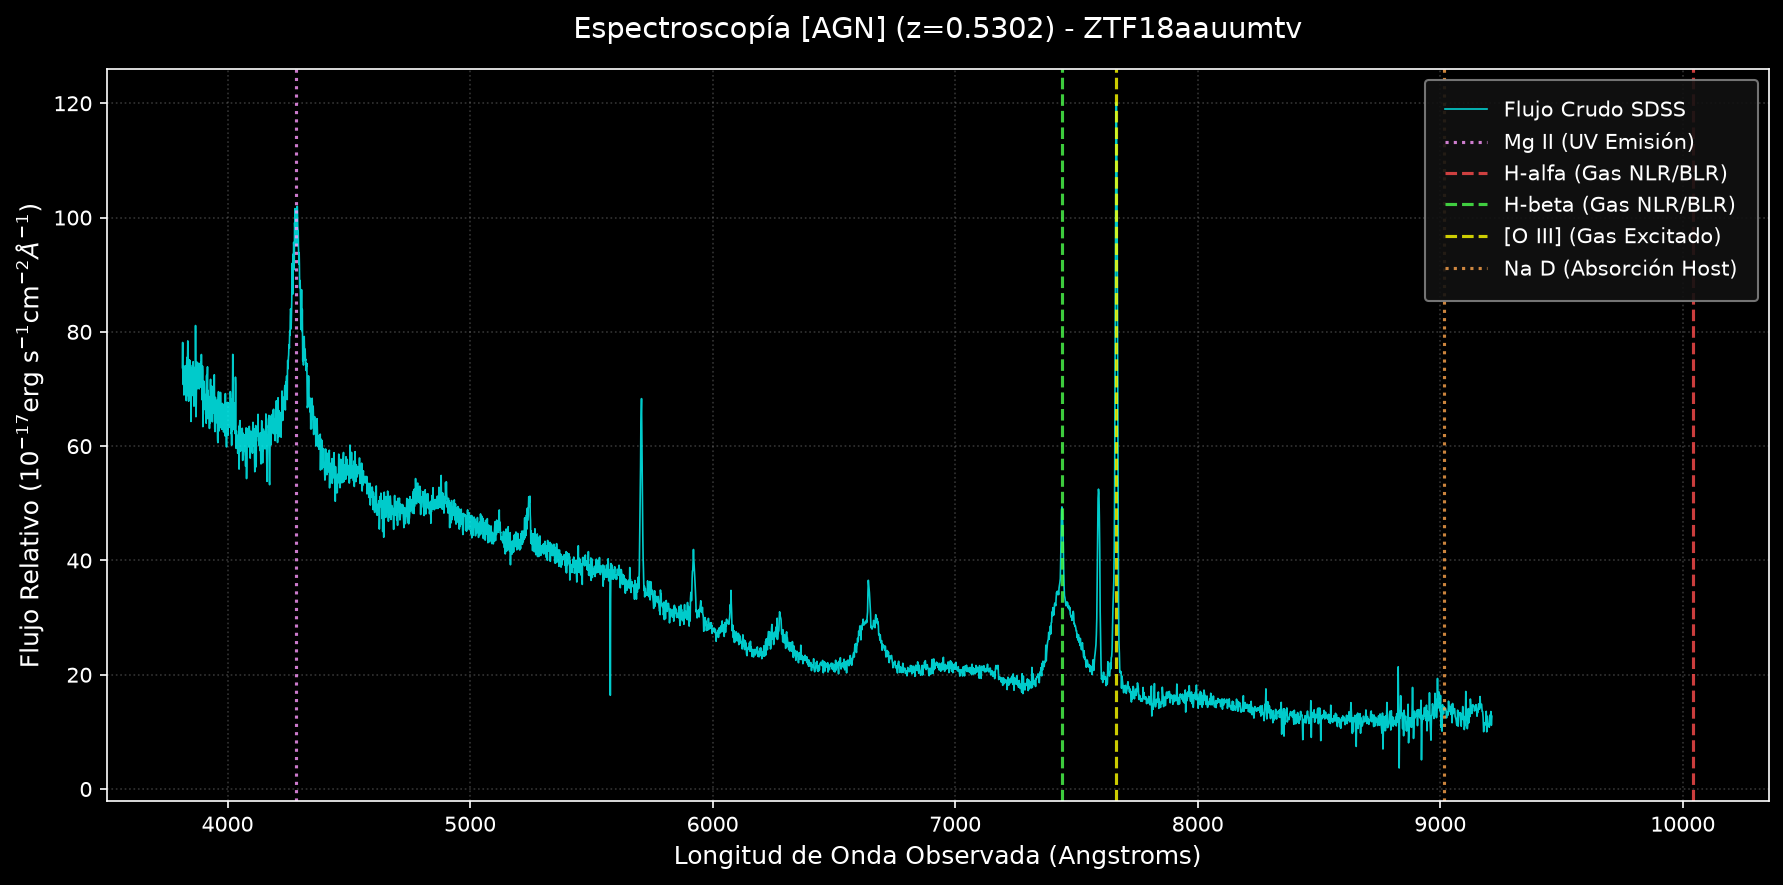 Espectroscopía [AGN] (z=0.5302) - ZTF18aauumtv
Flujo Relativo (10⁻¹⁷erg s⁻¹cm⁻²Å⁻¹)
120
100
80
60
40
20
0
Flujo Crudo SDSS
Mg II (UV Emisión)
H-alfa (Gas NLR/BLR)
H-beta (Gas NLR/BLR)
[O III] (Gas Excitado)
Na D (Absorción Host)
4000 5000 6000 7000 8000 9000 10000
Longitud de Onda Observada (Angstroms)